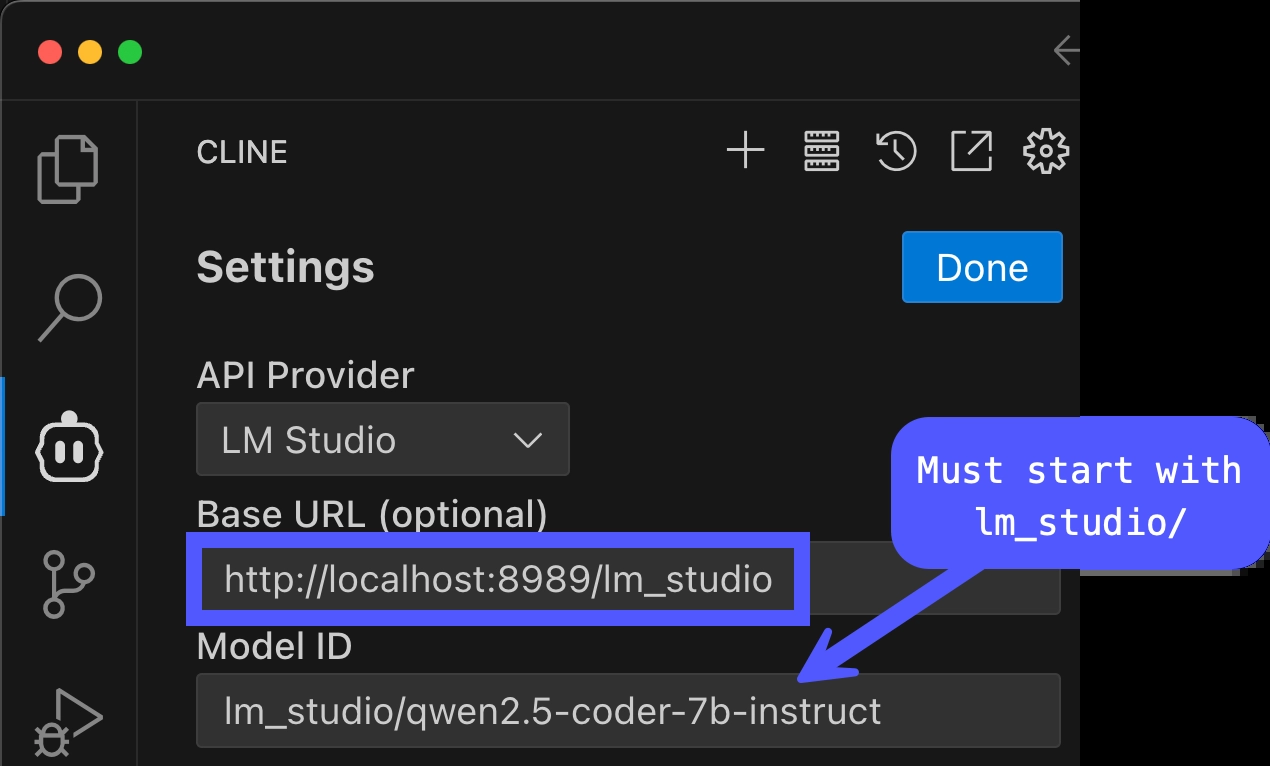 CLINE
Settings
Done
API Provider
LM Studio
Must start with
lm_studio/
Base URL (optional)
http://localhost:8989/lm_studio
Model ID
lm_studio/qwen2.5-coder-7b-instruct